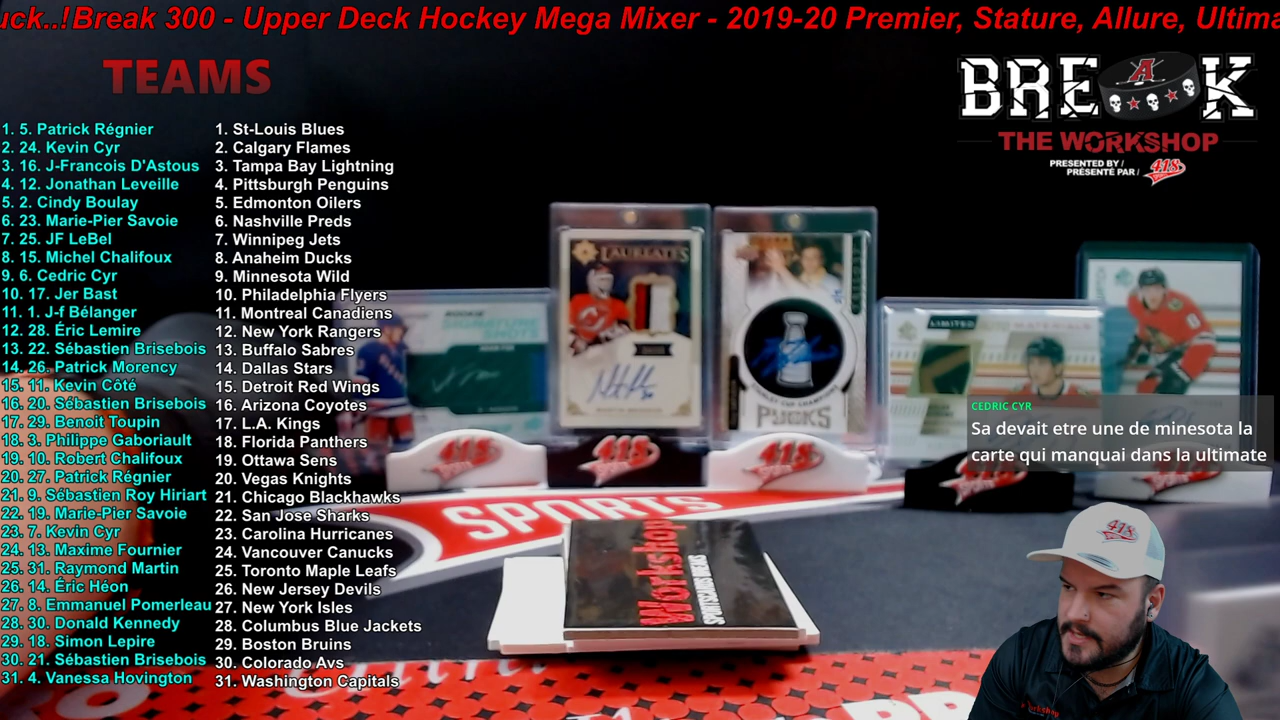 uck..! Break 300 - Upper Deck Hockey Mega Mixer - 2019-20 Premier, Stature, Allure, Ultima
TEAMS
BREAK
THE WORKSHOP
PRESENTED BY /
PRÉSENTÉ PAR /
418
1. 5. Patrick Régnier
2. 24. Kevin Cyr
3. 16. J-Francois D'Astous
4. 12. Jonathan Leveille
5. 2. Cindy Boulay
6. 23. Marie-Pier Savoie
7. 25. JF LeBel
8. 15. Michel Chalifoux
9. 6. Cedric Cyr
10. 17. Jer Bast
11. 1. J-f Bélanger
12. 28. Éric Lemire
13. 22. Sébastien Brisebois
14. 26. Patrick Morency
15. 11. Kevin Côté
16. 20. Sébastien Brisebois
17. 29. Benoit Toupin
18. 3. Philippe Gaboriault
19. 10. Robert Chalifoux
20. 27. Patrick Régnier
21. 9. Sébastien Roy Hiriart
22. 19. Marie-Pier Savoie
23. 7. Kevin Cyr
24. 13. Maxime Fournier
25. 31. Raymond Martin
26. 14. Éric Héon
27. 8. Emmanuel Pomerleau
28. 30. Donald Kennedy
29. 18. Simon Lepire
30. 21. Sébastien Brisebois
31. 4. Vanessa Hovington
1. St-Louis Blues
2. Calgary Flames
3. Tampa Bay Lightning
4. Pittsburgh Penguins
5. Edmonton Oilers
6. Nashville Preds
7. Winnipeg Jets
8. Anaheim Ducks
9. Minnesota Wild
10. Philadelphia Flyers
11. Montreal Canadiens
12. New York Rangers
13. Buffalo Sabres
14. Dallas Stars
15. Detroit Red Wings
16. Arizona Coyotes
17. L.A. Kings
18. Florida Panthers
19. Ottawa Sens
20. Vegas Knights
21. Chicago Blackhawks
22. San Jose Sharks
23. Carolina Hurricanes
24. Vancouver Canucks
25. Toronto Maple Leafs
26. New Jersey Devils
27. New York Isles
28. Columbus Blue Jackets
29. Boston Bruins
30. Colorado Avs
31. Washington Capitals
LAUREATES
LIMITED
MATERIALS
PUCKS
418
418
418
418
SPORTS
Workshop
SPORTSCARDS BREAKS
CEDRIC CYR
Sa devait etre une de minesota la
carte qui manquai dans la ultimate
418